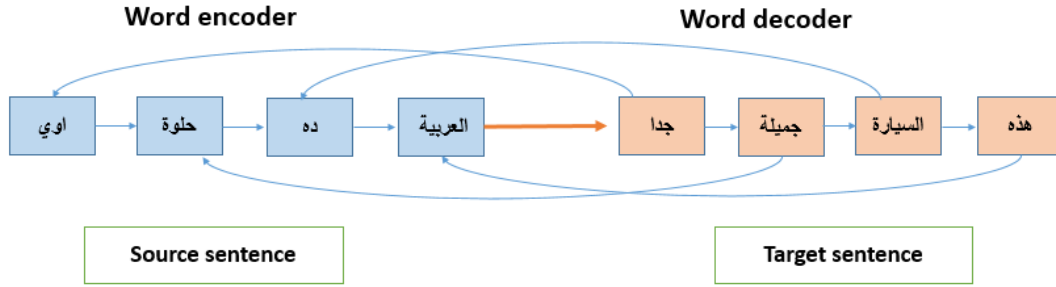 Word encoder
Word decoder
اوي
حلوة
ده
العربية
جدا
جميلة
السيارة
هذه
Source sentence
Target sentence